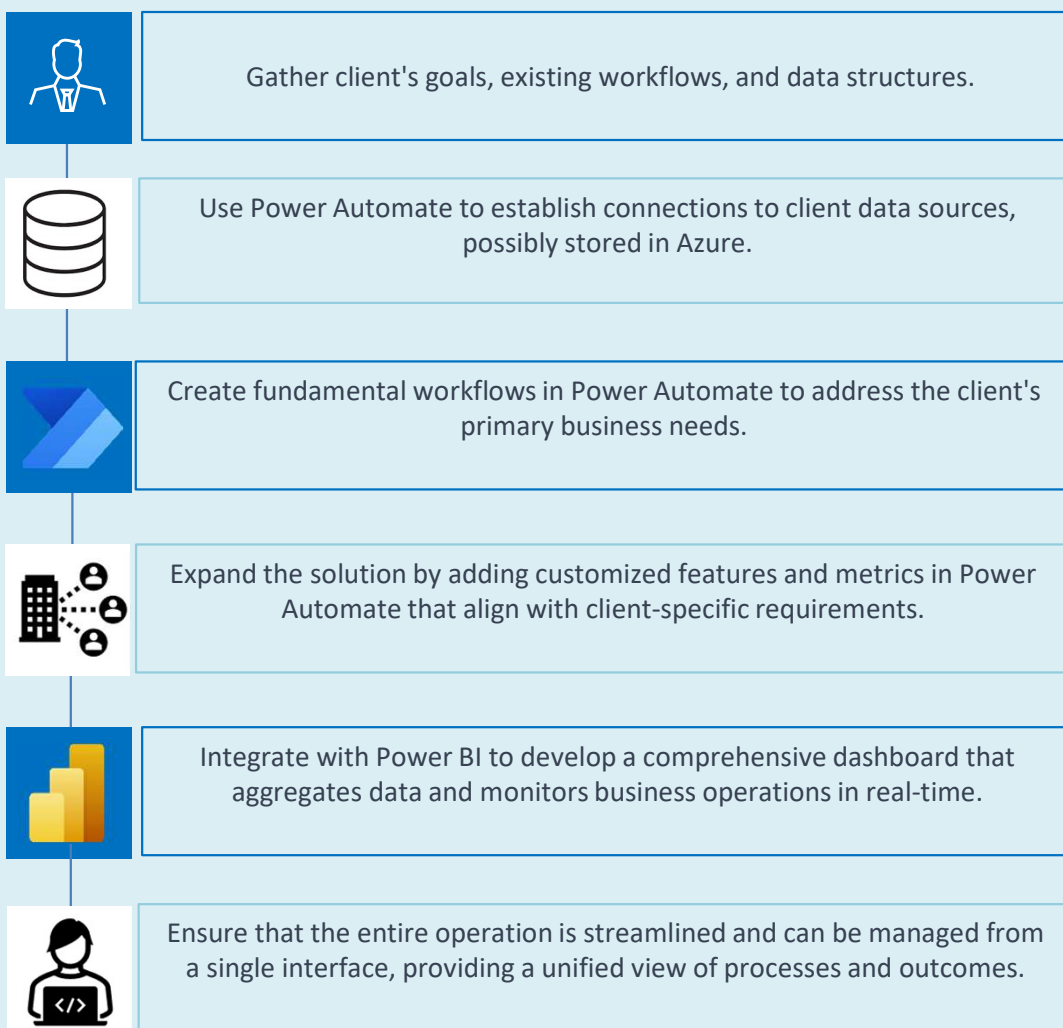 Gather client's goals, existing workflows, and data structures.
Use Power Automate to establish connections to client data sources,
possibly stored in Azure.
Create fundamental workflows in Power Automate to address the client's
primary business needs.
Expand the solution by adding customized features and metrics in Power
Automate that align with client-specific requirements.
Integrate with Power BI to develop a comprehensive dashboard that
aggregates data and monitors business operations in real-time.
Ensure that the entire operation is streamlined and can be managed from
a single interface, providing a unified view of processes and outcomes.
</>